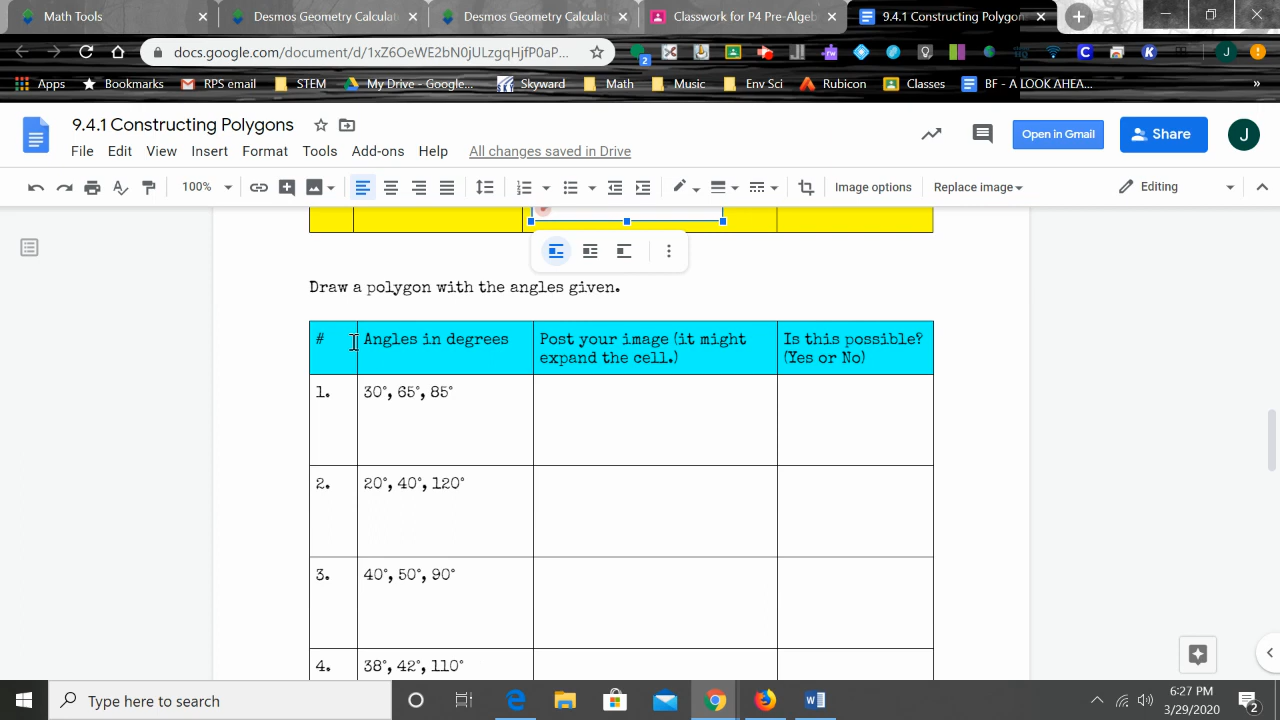 Math Tools
Desmos Geometry Calculat
Desmos Geometry Calculat
Classwork for P4 Pre-Algeb
9.4.1 Constructing Polygon
docs.google.com/document/d/1xZ6OeWE2bN0jULzgqHjfP0aP...
2
Apps Bookmarks RPS email STEM My Drive - Google... Skyward Math Music Env Sci Rubicon Classes BF - A LOOK AHEA...
9.4.1 Constructing Polygons
File Edit View Insert Format Tools Add-ons Help All changes saved in Drive
Open in Gmail
Share
J
100%
Image options
Replace image
Editing
Draw a polygon with the angles given.
# Angles in degrees Post your image (it might expand the cell.) Is this possible? (Yes or No)
1. 30°, 65°, 85°
2. 20°, 40°, 120°
3. 40°, 50°, 90°
4. 38°, 42°, 110°
Type here to search
6:27 PM
3/29/2020
2